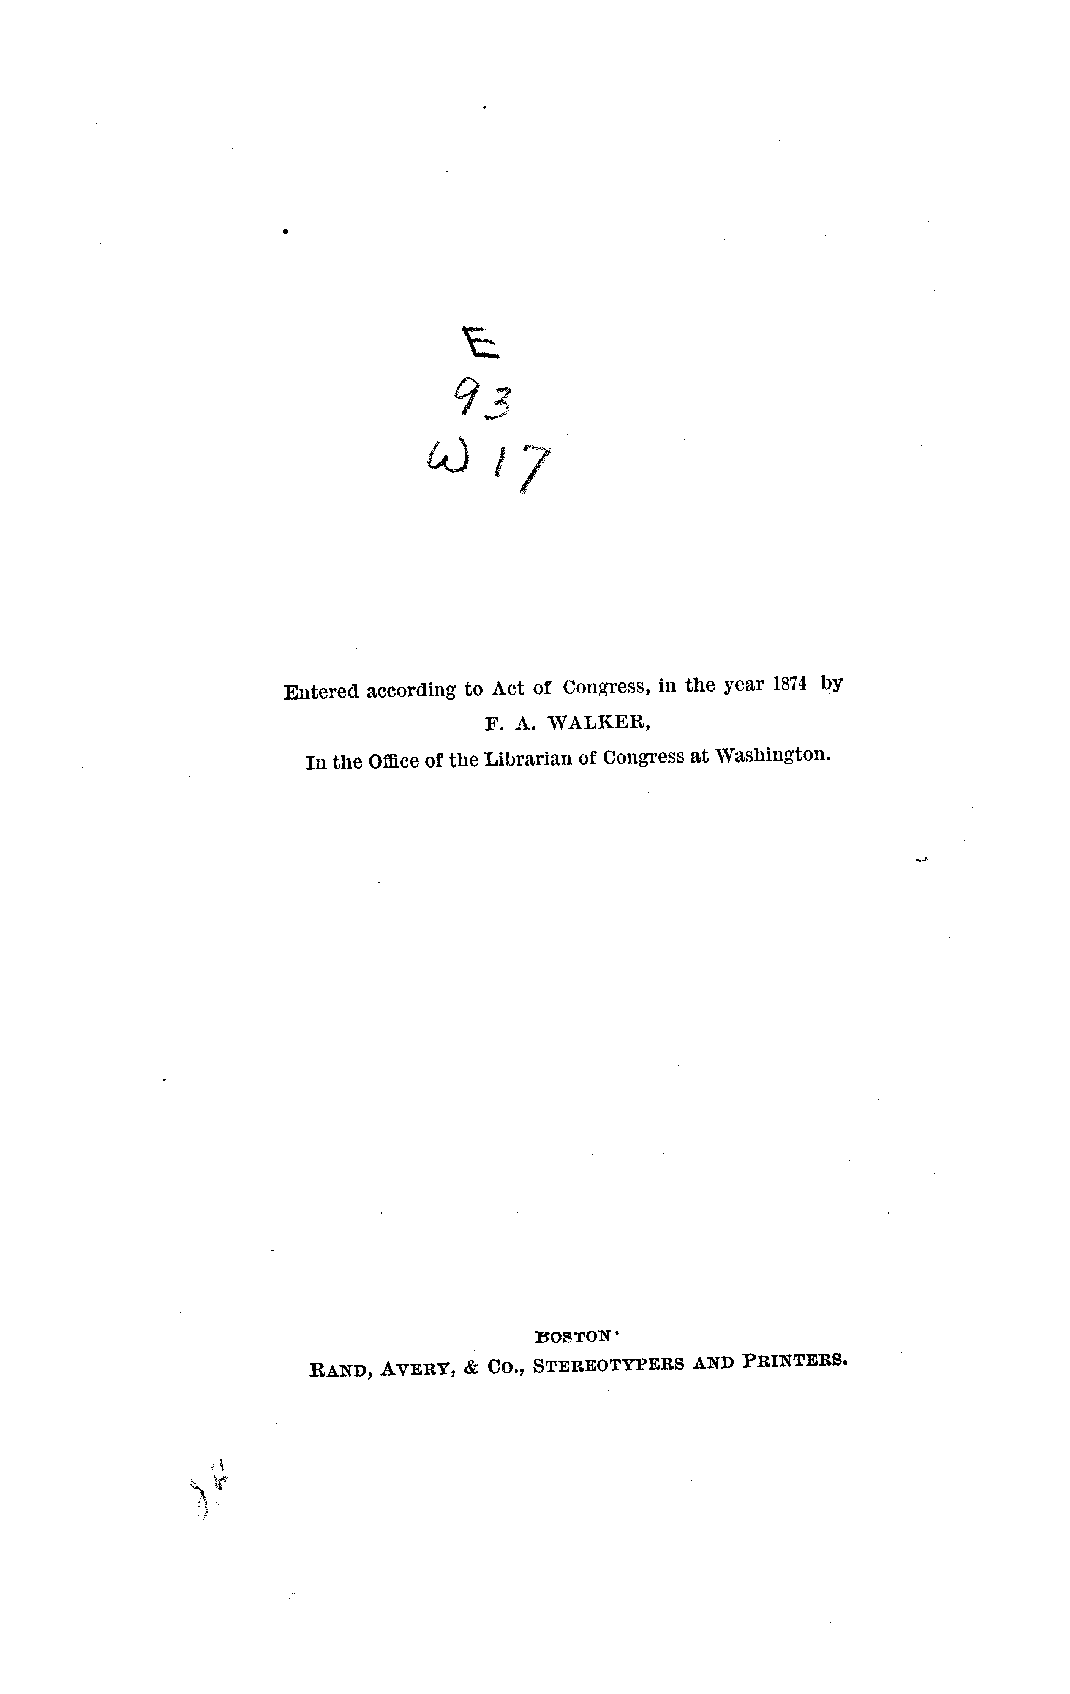 E
93
W17
Entered according to Act of Congress, in the year 1874 by
F. A. WALKER,
In the Office of the Librarian of Congress at Washington.
BOSTON·
RAND, AVERY, & CO., STEREOTYPERS AND PRINTERS.